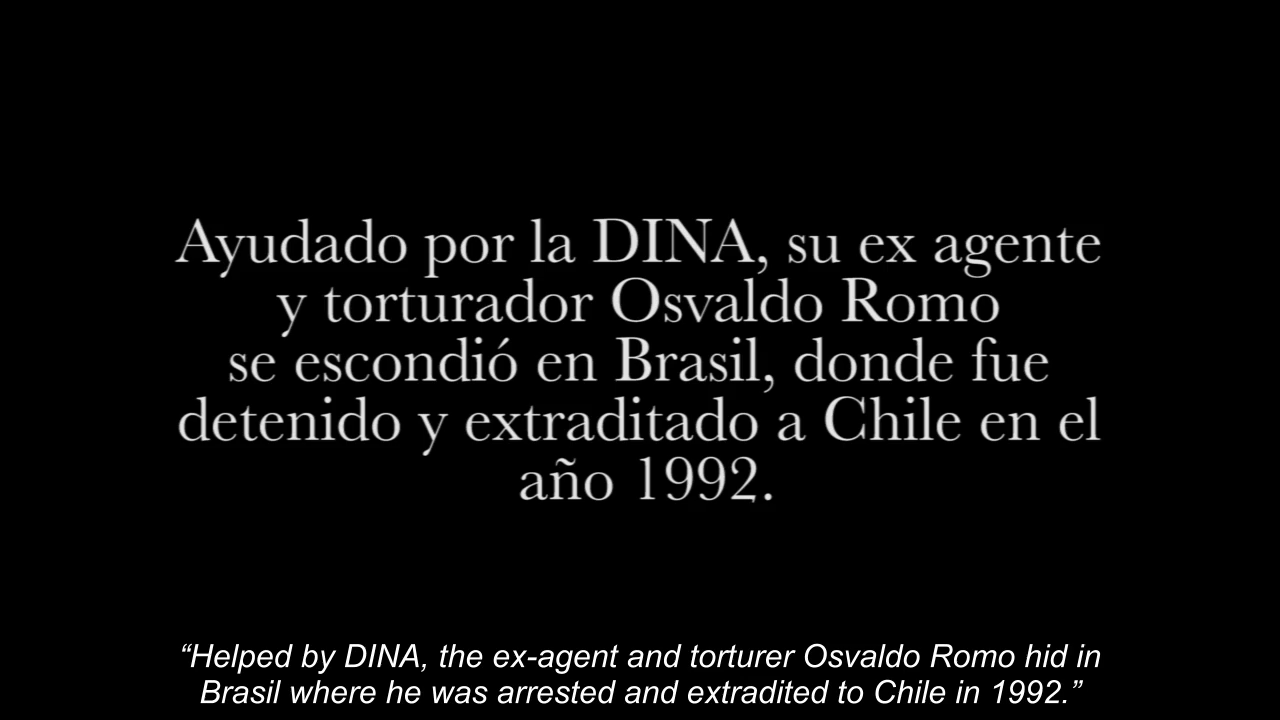 Ayudado por la DINA, su ex agente
y torturador Osvaldo Romo
se escondió en Brasil, donde fue
detenido y extraditado a Chile en el
año 1992.
“Helped by DINA, the ex-agent and torturer Osvaldo Romo hid in
Brasil where he was arrested and extradited to Chile in 1992.”